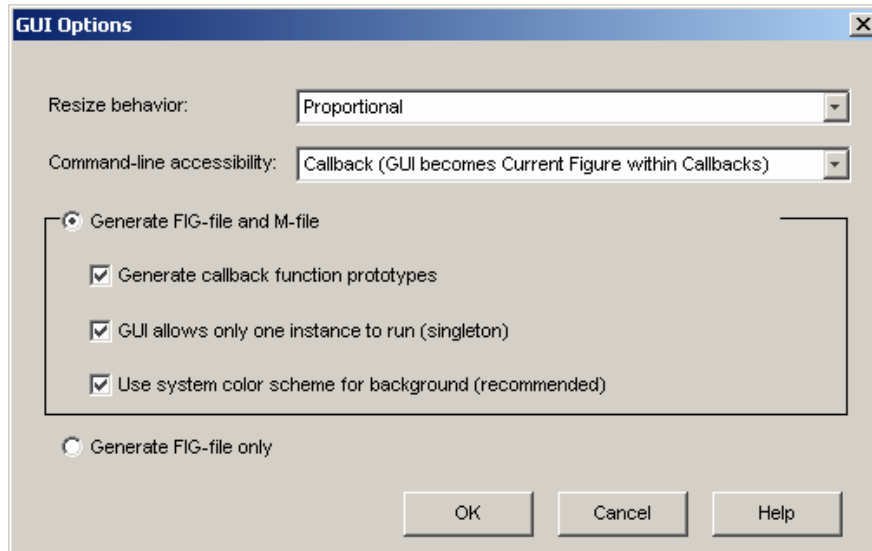 GUI Options
Resize behavior: Proportional
Command-line accessibility: Callback (GUI becomes Current Figure within Callbacks)
Generate FIG-file and M-file
Generate callback function prototypes
GUI allows only one instance to run (singleton)
Use system color scheme for background (recommended)
Generate FIG-file only
OK Cancel Help